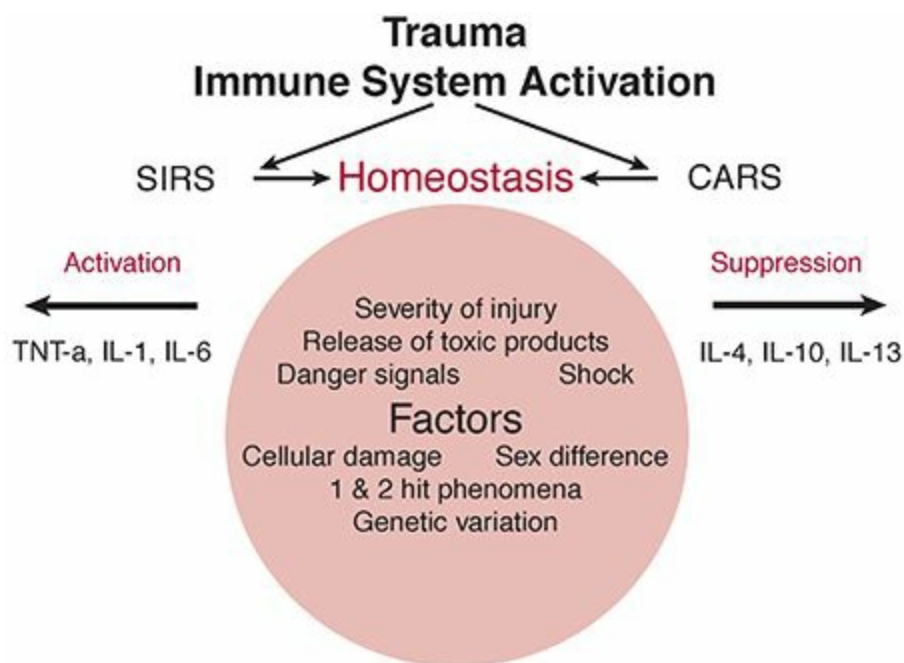 Trauma
Immune System Activation
SIRS Homeostasis CARS
Activation
Suppression
TNT-a, IL-1, IL-6
IL-4, IL-10, IL-13
Severity of injury
Release of toxic products
Danger signals Shock
Factors
Cellular damage Sex difference
1 & 2 hit phenomena
Genetic variation